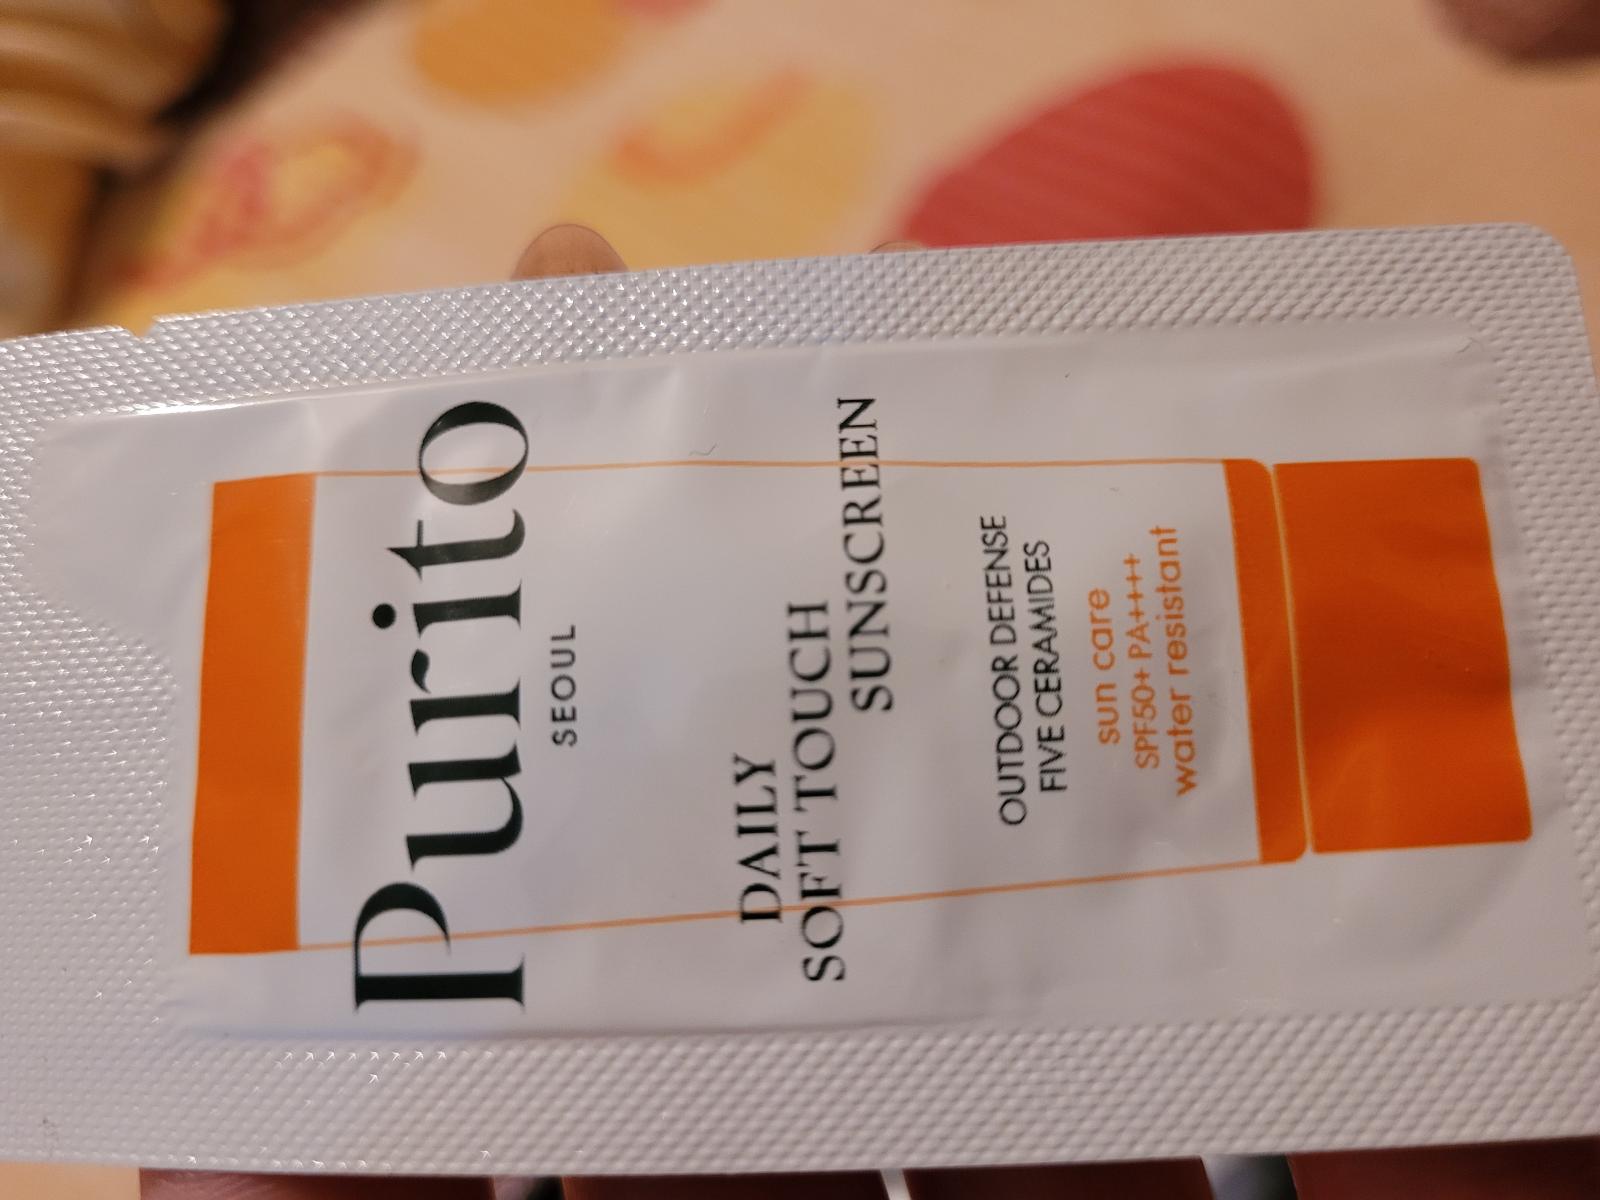 Purito
SEOUL
DAILY
SOFT TOUCH
SUNSCREEN
OUTDOOR DEFENSE
FIVE CERAMIDES
sun care
SPF50+ PA++++
water resistant